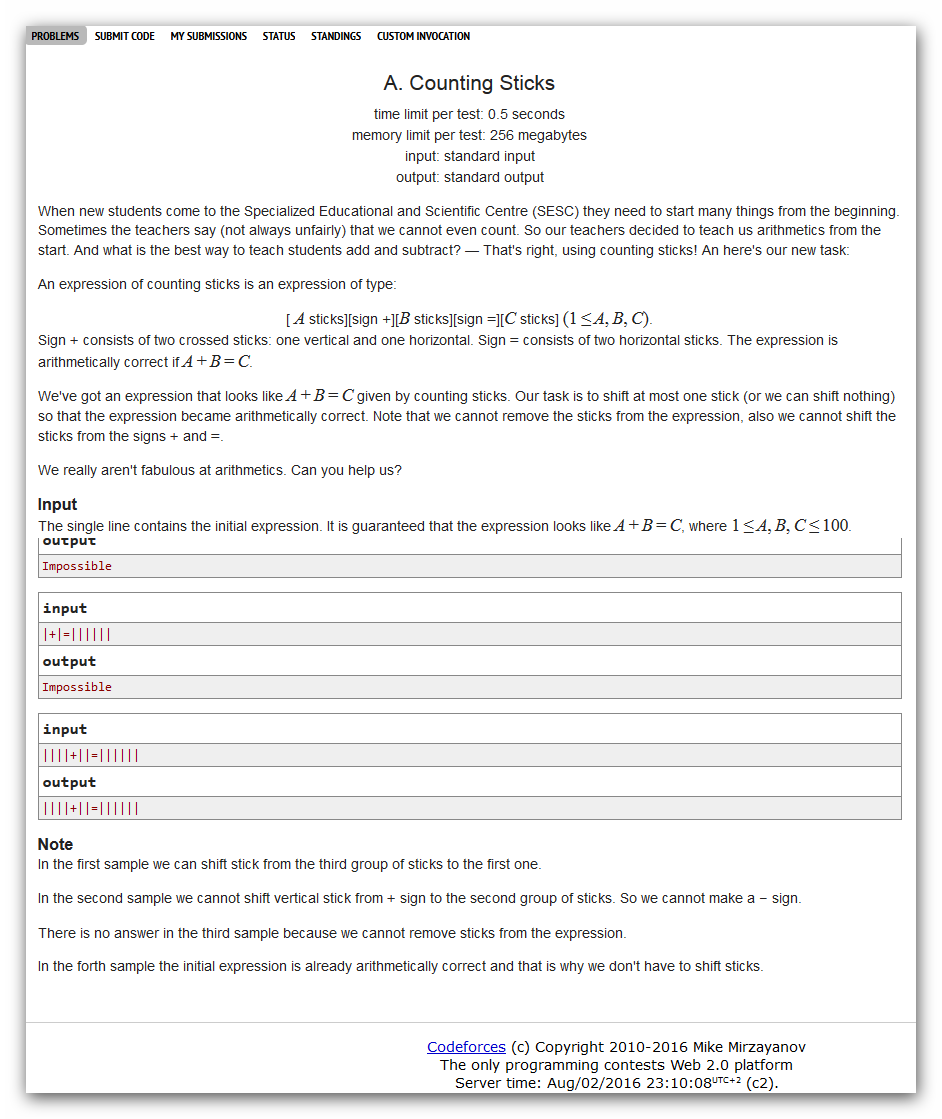 PROBLEMS SUBMIT CODE MY SUBMISSIONS STATUS STANDINGS CUSTOM INVOCATION
A. Counting Sticks
time limit per test: 0.5 seconds
memory limit per test: 256 megabytes
input: standard input
output: standard output
When new students come to the Specialized Educational and Scientific Centre (SESC) they need to start many things from the beginning.
Sometimes the teachers say (not always unfairly) that we cannot even count. So our teachers decided to teach us arithmetics from the
start. And what is the best way to teach students add and subtract? — That's right, using counting sticks! An here's our new task:
An expression of counting sticks is an expression of type:
[ A sticks][sign +][B sticks][sign =][C sticks] (1 ≤ A, B, C).
Sign + consists of two crossed sticks: one vertical and one horizontal. Sign = consists of two horizontal sticks. The expression is
arithmetically correct if A + B = C.
We've got an expression that looks like A + B = C given by counting sticks. Our task is to shift at most one stick (or we can shift nothing)
so that the expression became arithmetically correct. Note that we cannot remove the sticks from the expression, also we cannot shift the
sticks from the signs + and =.
We really aren't fabulous at arithmetics. Can you help us?
Input
The single line contains the initial expression. It is guaranteed that the expression looks like A + B = C, where 1 ≤ A, B, C ≤ 100.
output
Impossible
input
|+|=||||||
output
Impossible
input
||||+||=||||||
output
||||+||=||||||
Note
In the first sample we can shift stick from the third group of sticks to the first one.
In the second sample we cannot shift vertical stick from + sign to the second group of sticks. So we cannot make a − sign.
There is no answer in the third sample because we cannot remove sticks from the expression.
In the forth sample the initial expression is already arithmetically correct and that is why we don't have to shift sticks.
Codeforces (c) Copyright 2010-2016 Mike Mirzayanov
The only programming contests Web 2.0 platform
Server time: Aug/02/2016 23:10:08UTC+2 (c2).